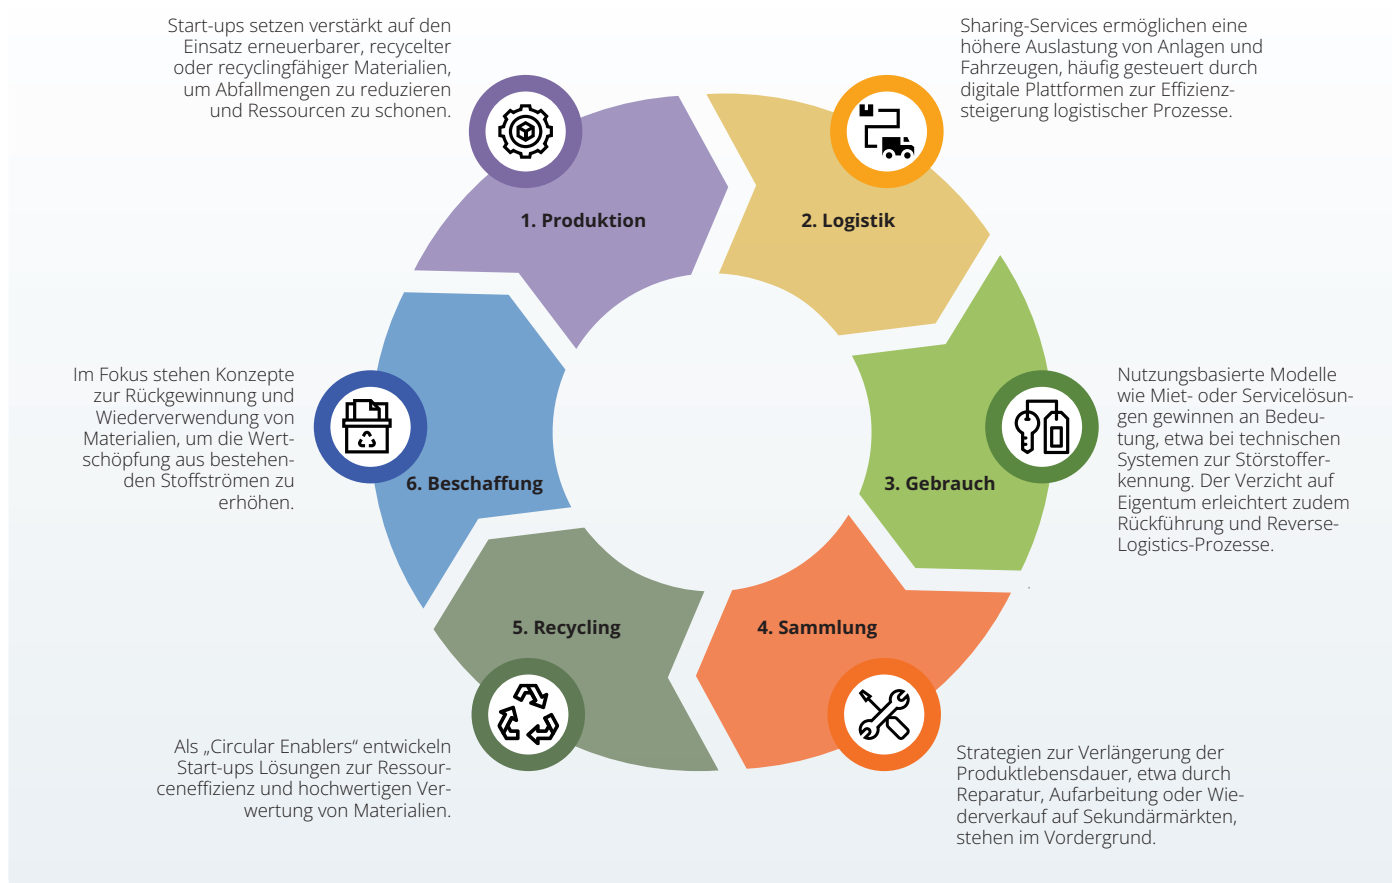 Start-ups setzen verstärkt auf den
Einsatz erneuerbarer, recycelter
oder recyclingfähiger Materialien,
um Abfallmengen zu reduzieren
und Ressourcen zu schonen.
1. Produktion
Sharing-Services ermöglichen eine
höhere Auslastung von Anlagen und
Fahrzeugen, häufig gesteuert durch
digitale Plattformen zur Effizienz-
steigerung logistischer Prozesse.
2. Logistik
Nutzungsbasierte Modelle
wie Miet- oder Servicelösun-
gen gewinnen an Bedeu-
tung, etwa bei technischen
Systemen zur Störstoffer-
kennung. Der Verzicht auf
Eigentum erleichtert zudem
Rückführung und Reverse-
Logistics-Prozesse.
3. Gebrauch
4. Sammlung
Strategien zur Verlängerung der
Produktlebensdauer, etwa durch
Reparatur, Aufarbeitung oder Wie-
derverkauf auf Sekundärmärkten,
stehen im Vordergrund.
5. Recycling
Als „Circular Enablers“ entwickeln
Start-ups Lösungen zur Ressour-
ceneffizienz und hochwertigen Ver-
wertung von Materialien.
Im Fokus stehen Konzepte
zur Rückgewinnung und
Wiederverwendung von
Materialien, um die Wert-
schöpfung aus bestehen-
den Stoffströmen zu
erhöhen.
6. Beschaffung